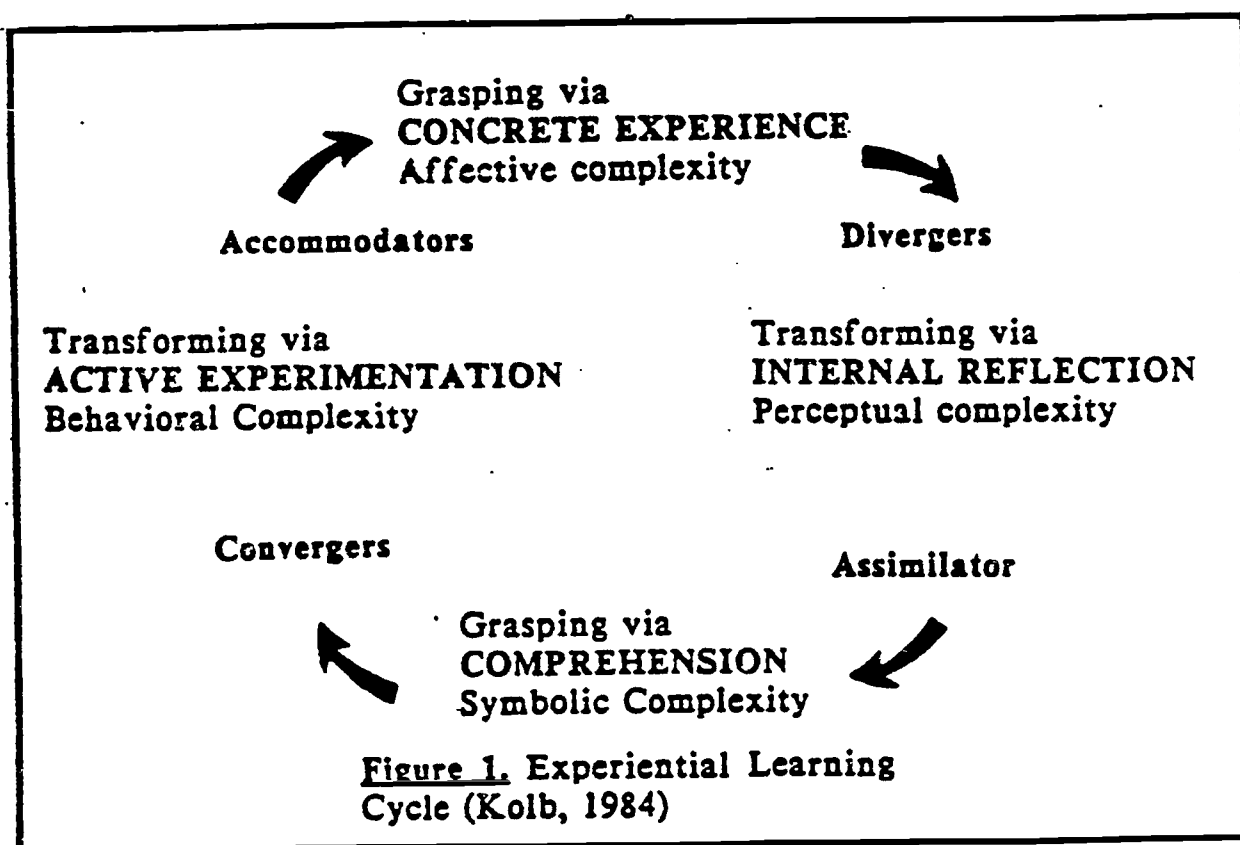 Grasping via
CONCRETE EXPERIENCE
Affective complexity
Accommodators
Divergers
Transforming via
ACTIVE EXPERIMENTATION
Behavioral Complexity
Transforming via
INTERNAL REFLECTION
Perceptual complexity
Convergers
Assimilator
Grasping via
COMPREHENSION
Symbolic Complexity
Figure 1. Experiential Learning
Cycle (Kolb, 1984)